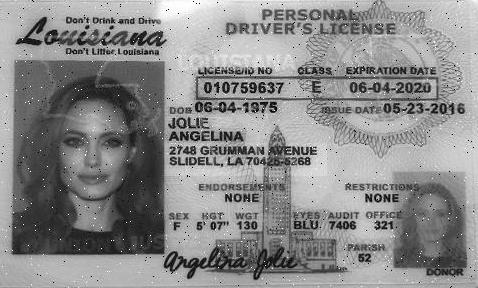 Don't Drink and Drive
Louisiana
Don't Litter, Louisiana
PERSONAL
DRIVER'S LICENSE
LICENSE/ID NO CLASS EXPIRATION DATE
010759637 E 06-04-2020
DOB 06-04-1975 ISSUE DATE 05-23-2016
JOLIE
ANGELINA
2748 GRUMMAN AVENUE
SLIDELL, LA 70426-5268
ENDORSEMENTS RESTRICTIONS
NONE NONE
SEX HGT WGT EYES AUDIT OFFICE
F 5' 07" 130 BLU 7406 321
PARISH
52
Angelina Jolie
DONOR